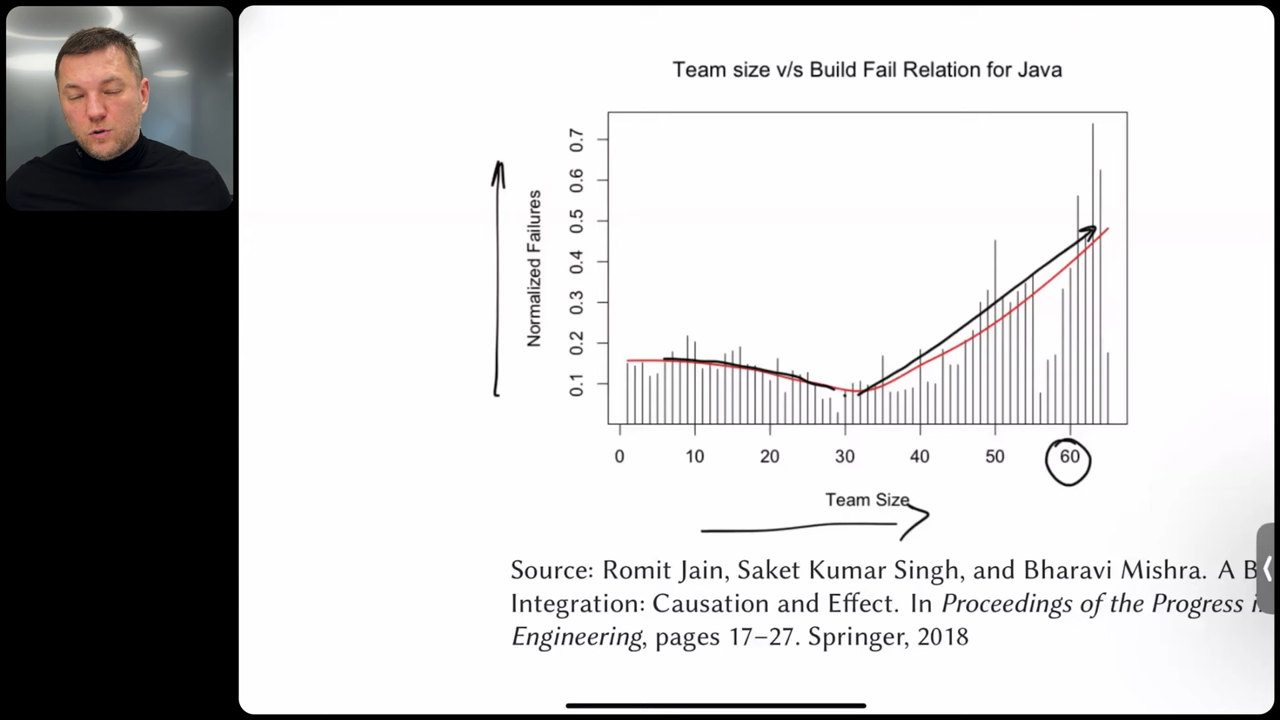 Team size v/s Build Fail Relation for Java
Normalized Failures
0.7
0.6
0.5
0.4
0.3
0.2
0.1
0 10 20 30 40 50 60
Team Size
Source: Romit Jain, Saket Kumar Singh, and Bharavi Mishra. A B
Integration: Causation and Effect. In Proceedings of the Progress i
Engineering, pages 17–27. Springer, 2018